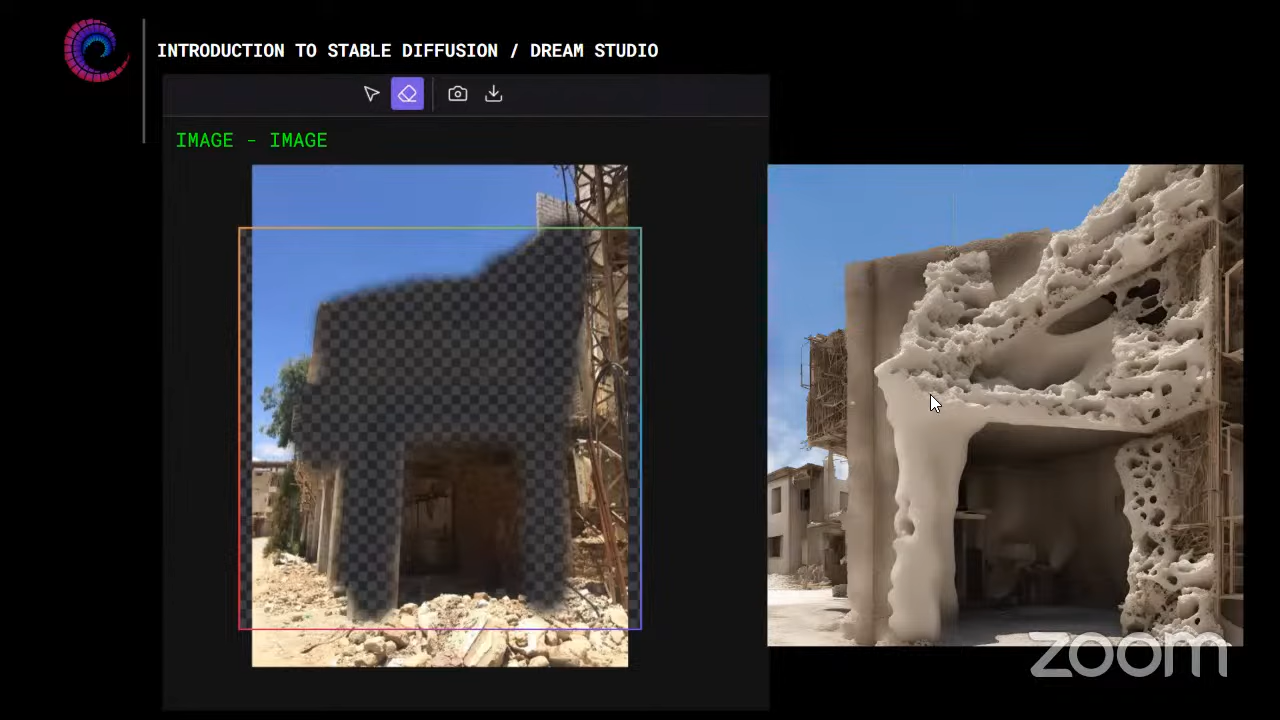 INTRODUCTION TO STABLE DIFFUSION / DREAM STUDIO
IMAGE - IMAGE
zoom